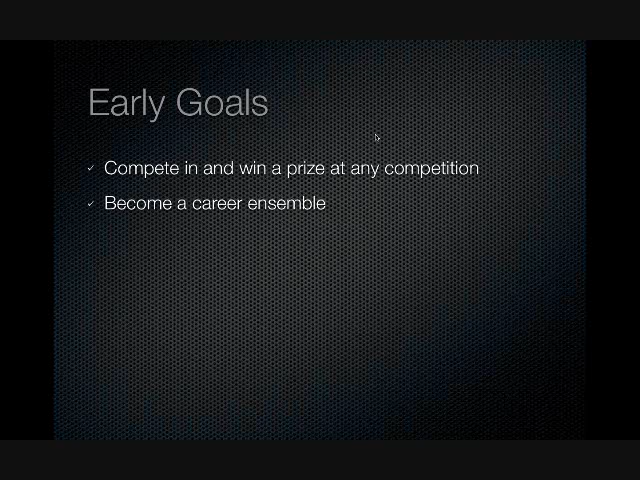 Early Goals
Compete in and win a prize at any competition
Become a career ensemble